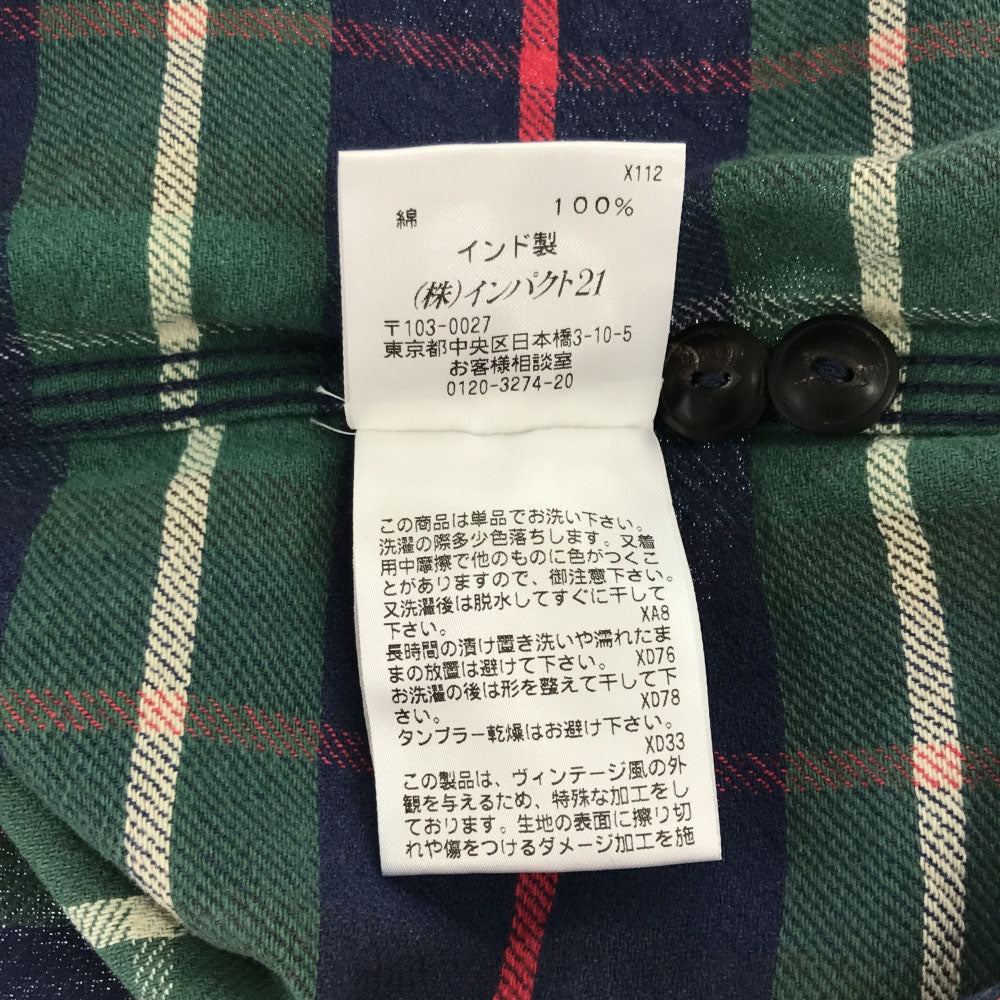 X112
綿 100%
インド製
(株)インパクト21
〒103-0027
東京都中央区日本橋3-10-5
お客様相談室
0120-3274-20
この商品は単品でお洗い下さい。
洗濯の際多少色落ちします。又着
用中摩擦で他のものに色がつくこ
とがありますので、御注意下さい。
又洗濯後は脱水してすぐに干して
下さい。 XA8
長時間の漬け置き洗いや濡れたま
まの放置は避けて下さい。 XD76
お洗濯の後は形を整えて干して下
さい。 XD78
タンブラー乾燥はお避け下さい。
XD33
この製品は、ヴィンテージ風の外
観を与えるため、特殊な加工をし
ております。生地の表面に擦り切
れや傷をつけるダメージ加工を施